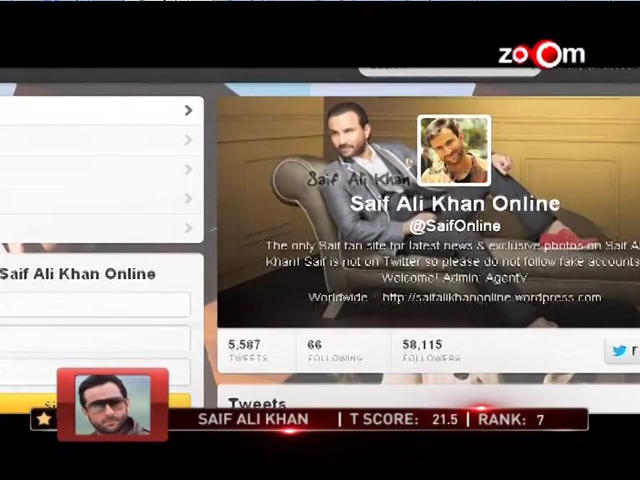 zoom
Saif Ali Khan
Saif Ali Khan Online
@SaifOnline
The only Saif fan site for latest news & exclusive photos on Saif Al
Khan! Saif is not on Twitter so please do not follow fake accounts
Welcome! Admin: AgentV
Worldwide · http://saifalikhanonline.wordpress.com
Saif Ali Khan Online
5,587
TWEETS
66
FOLLOWING
58,115
FOLLOWERS
Tweets
SAIF ALI KHAN | T SCORE: 21.5 | RANK: 7